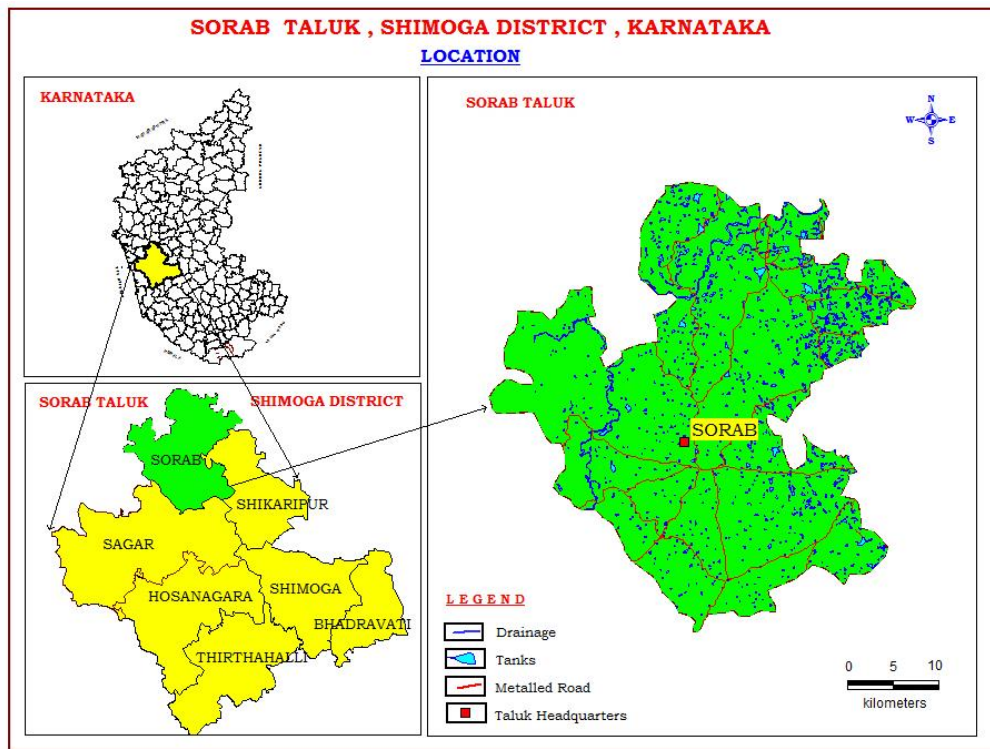 SORAB TALUK , SHIMOGA DISTRICT , KARNATAKA
LOCATION
KARNATAKA
SORAB TALUK
N
W E
S
SORAB TALUK
SHIMOGA DISTRICT
SORAB
SHIKARIPUR
SAGAR
HOSANAGARA
SHIMOGA
BHADRAVATI
THIRTHAHALLI
SORAB
LEGEND
Drainage
Tanks
Metalled Road
Taluk Headquarters
0 5 10
kilometers